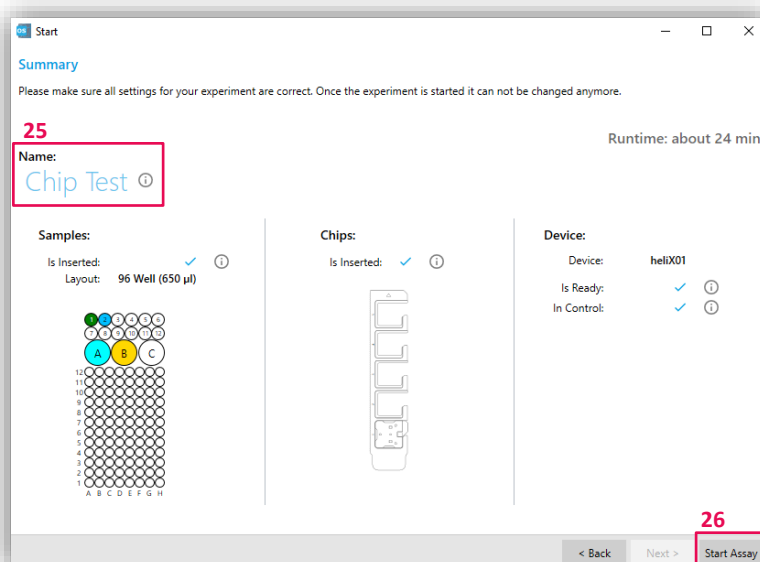 OS Start
Summary
Please make sure all settings for your experiment are correct. Once the experiment is started it can not be changed anymore.
25
Runtime: about 24 min
Name:
Chip Test
Samples:
Is Inserted:
Layout: 96 Well (650 µl)
1 2 3 4 5 6
7 8 9 10 11 12
A B C
12
11
10
9
8
7
6
5
4
3
2
1
A B C D E F G H
Chips:
Is Inserted:
Device:
Device: heliX01
Is Ready:
In Control:
26
< Back Next > Start Assay